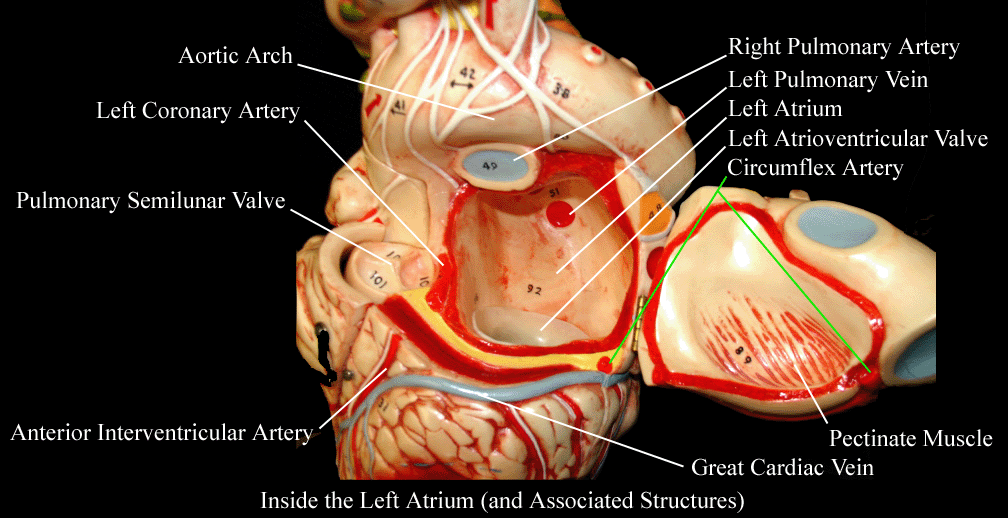 Aortic Arch
Right Pulmonary Artery
Left Pulmonary Vein
Left Coronary Artery
Left Atrium
Left Atrioventricular Valve
Circumflex Artery
Pulmonary Semilunar Valve
42
41
38
49
51
48
92
101
10
89
Anterior Interventricular Artery
Pectinate Muscle
Great Cardiac Vein
Inside the Left Atrium (and Associated Structures)